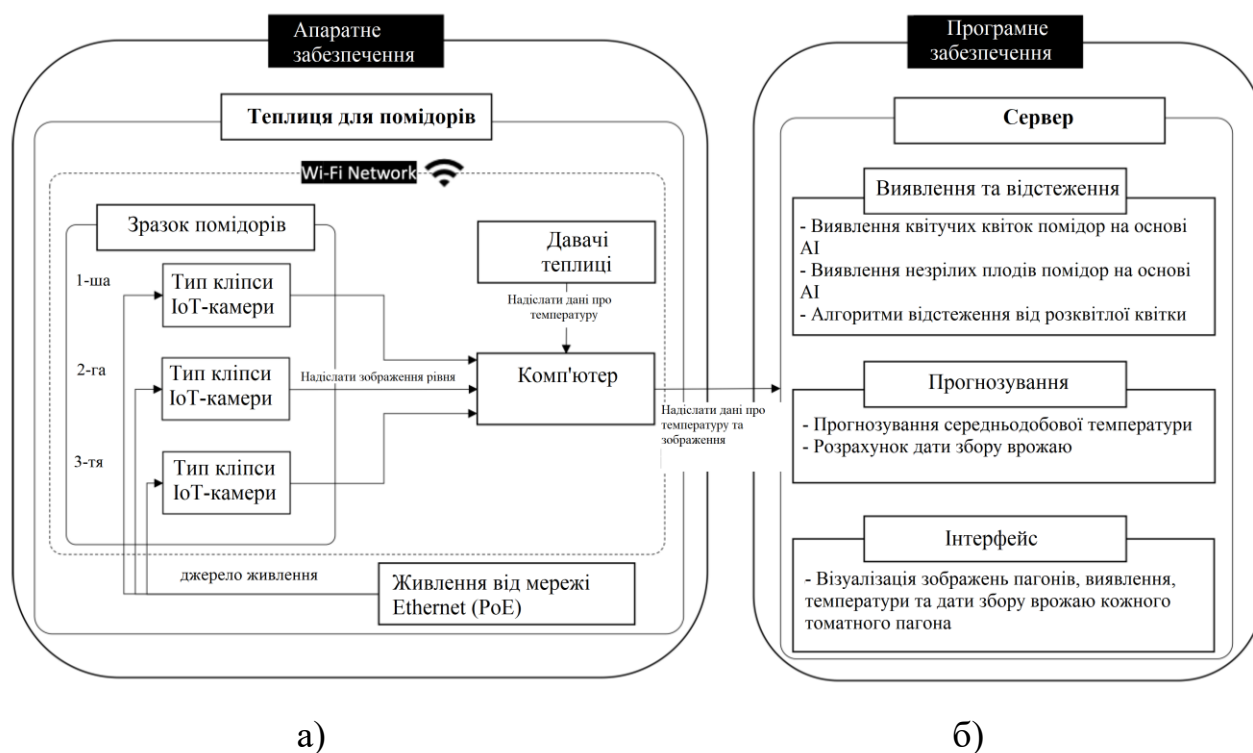 Апаратне
забезпечення
Теплиця для помідорів
Wi-Fi Network
Зразок помідорів
1-ша
Тип кліпси
IoT-камери
2-га
Тип кліпси
IoT-камери
3-тя
Тип кліпси
IoT-камери
Надіслати зображення рівня
Давачі
теплиці
Надіслати дані про
температуру
Комп'ютер
Надіслати дані про
температуру та
зображення
джерело живлення
Живлення від мережі
Ethernet (PoE)
а)
Програмне
забезпечення
Сервер
Виявлення та відстеження
- Виявлення квітучих квіток помідор на основі
AI
- Виявлення незрілих плодів помідор на основі
AI
- Алгоритми відстеження від розквітлої квітки
Прогнозування
- Прогнозування середньодобової температури
- Розрахунок дати збору врожаю
Інтерфейс
- Візуалізація зображень пагонів, виявлення,
температури та дати збору врожаю кожного
томатного пагона
б)